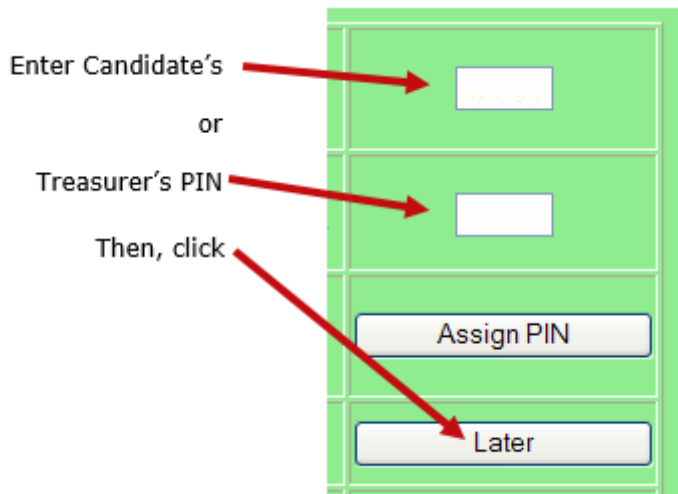 Enter Candidate's
or
Treasurer's PIN
Then, click
Assign PIN
Later